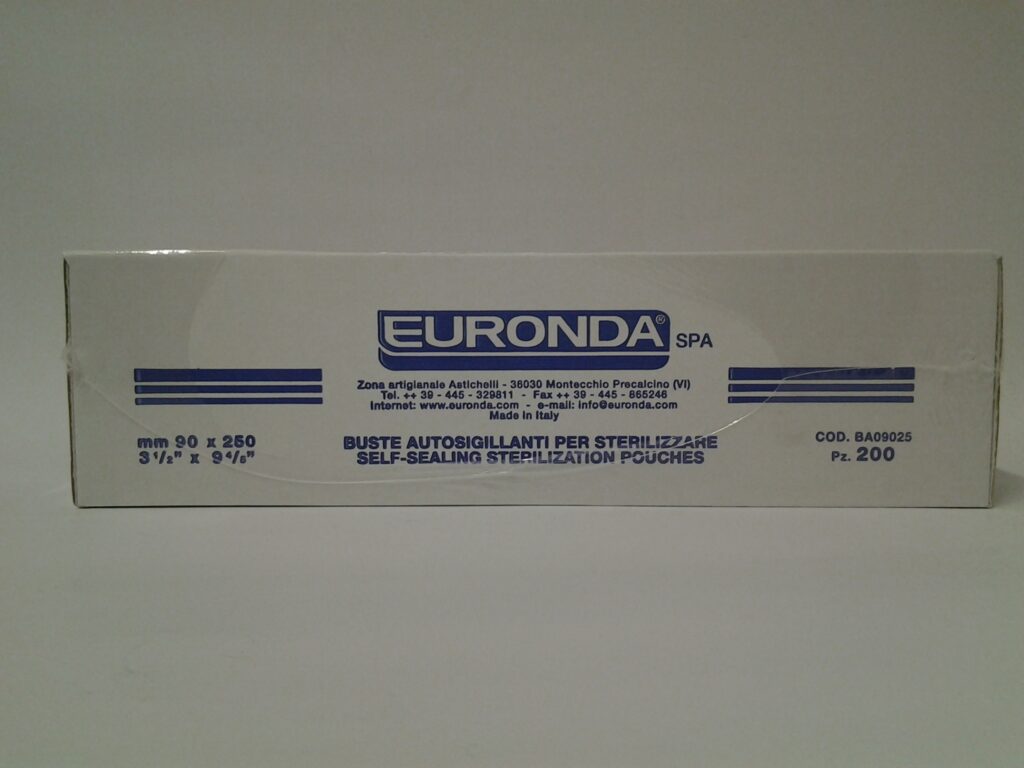 EURONDA® SPA
Zona artigianale Astichelli - 36030 Montecchio Precalcino (VI)
Tel. ++ 39 - 445 - 329811 - Fax ++ 39 - 445 - 865246
Internet: www.euronda.com - e-mail: info@euronda.com
Made in Italy
mm 90 x 250
3 1/2" x 9 4/5"
BUSTE AUTOSIGILLANTI PER STERILIZZARE
SELF-SEALING STERILIZATION POUCHES
COD. BA09025
Pz. 200